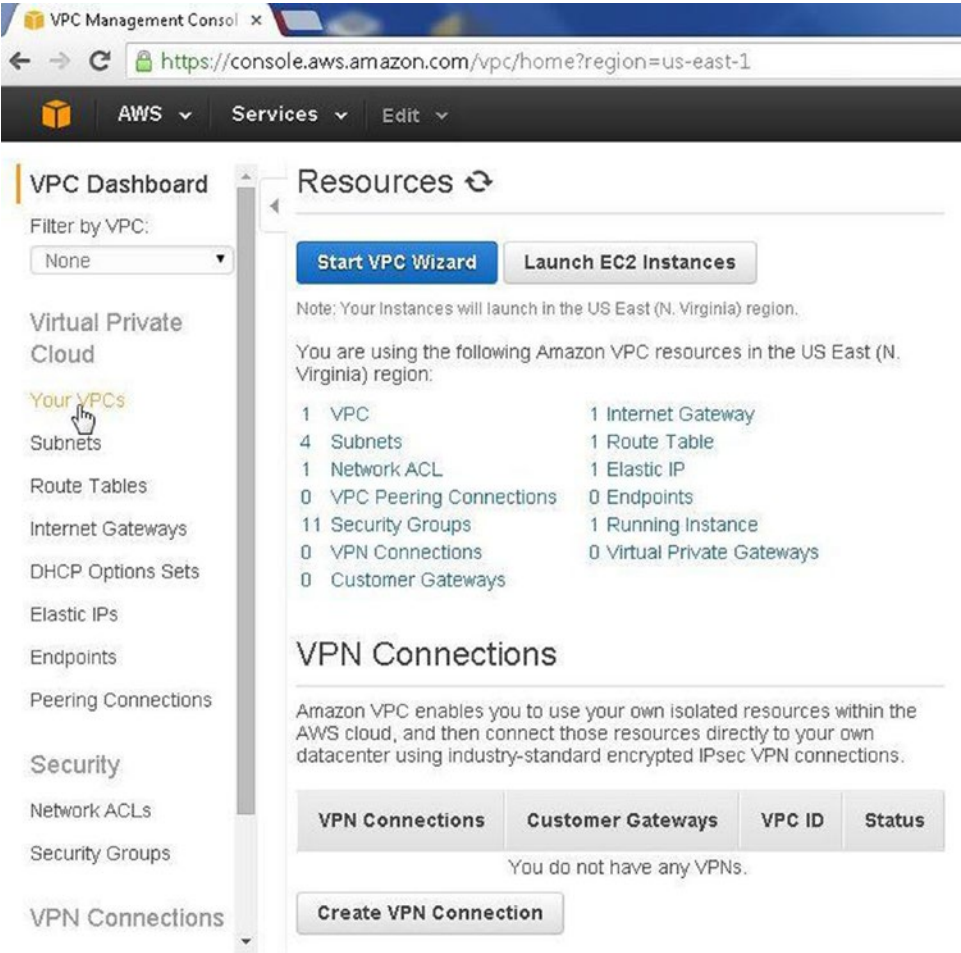 VPC Management Consol
https://console.aws.amazon.com/vpc/home?region=us-east-1
AWS Services Edit
VPC Dashboard
Filter by VPC:
None
Virtual Private
Cloud
Your VPCs
Subnets
Route Tables
Internet Gateways
DHCP Options Sets
Elastic IPs
Endpoints
Peering Connections
Security
Network ACLs
Security Groups
VPN Connections
Resources
Start VPC Wizard Launch EC2 Instances
Note: Your Instances will launch in the US East (N. Virginia) region.
You are using the following Amazon VPC resources in the US East (N.
Virginia) region:
1 VPC
4 Subnets
1 Network ACL
0 VPC Peering Connections
11 Security Groups
0 VPN Connections
0 Customer Gateways
1 Internet Gateway
1 Route Table
1 Elastic IP
0 Endpoints
1 Running Instance
0 Virtual Private Gateways
VPN Connections
Amazon VPC enables you to use your own isolated resources within the
AWS cloud, and then connect those resources directly to your own
datacenter using industry-standard encrypted IPsec VPN connections.
VPN Connections Customer Gateways VPC ID Status
You do not have any VPNs.
Create VPN Connection